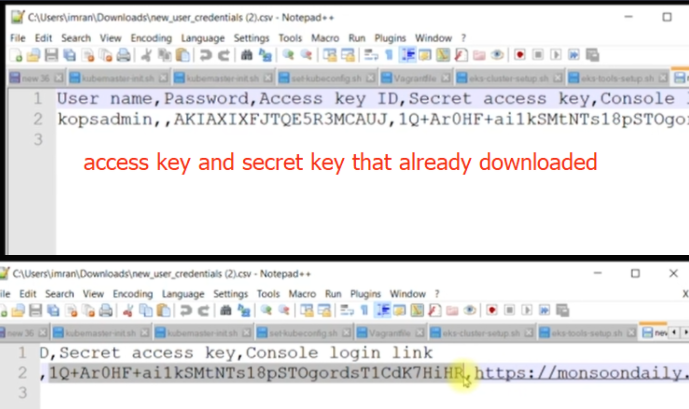 C:\Users\imran\Downloads\new_user_credentials (2).csv - Notepad++
File Edit Search View Encoding Language Settings Tools Macro Run Plugins Window ?
new 36 kubemaster-init.sh kubemaster-init.sh set-kubeconfig.sh Vagrantfile eks-cluster-setup.sh eks-tools-setup.sh
1 User name,Password,Access key ID,Secret access key,Console
2 kopsadmin,,AKIAXIXFJTQE5R3MCAUJ,1Q+Ar0HF+ai1kSMtNTs18pSTOgor
3
access key and secret key that already downloaded
C:\Users\imran\Downloads\new_user_credentials (2).csv - Notepad++
ile Edit Search View Encoding Language Settings Tools Macro Run Plugins Window ? X
new 36 kubemaster-init.sh kubemaster-init.sh set-kubeconfig.sh Vagrantfile eks-cluster-setup.sh eks-tools-setup.sh new
1 D,Secret access key,Console login link
2 ,1Q+Ar0HF+ai1kSMtNTs18pSTOgordsT1CdK7HiHR,https://monsoondaily.
3